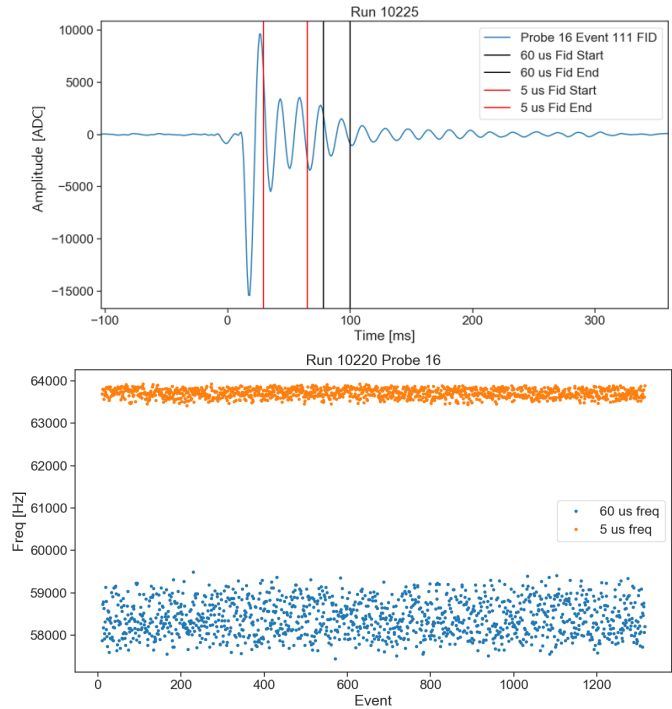 Run 10225
10000
5000
0
−5000
−10000
−15000
Amplitude [ADC]
Probe 16 Event 111 FID
60 us Fid Start
60 us Fid End
5 us Fid Start
5 us Fid End
−100 0 100 200 300
Time [ms]
Run 10220 Probe 16
64000
63000
62000
61000
60000
59000
58000
Freq [Hz]
60 us freq
5 us freq
0 200 400 600 800 1000 1200
Event